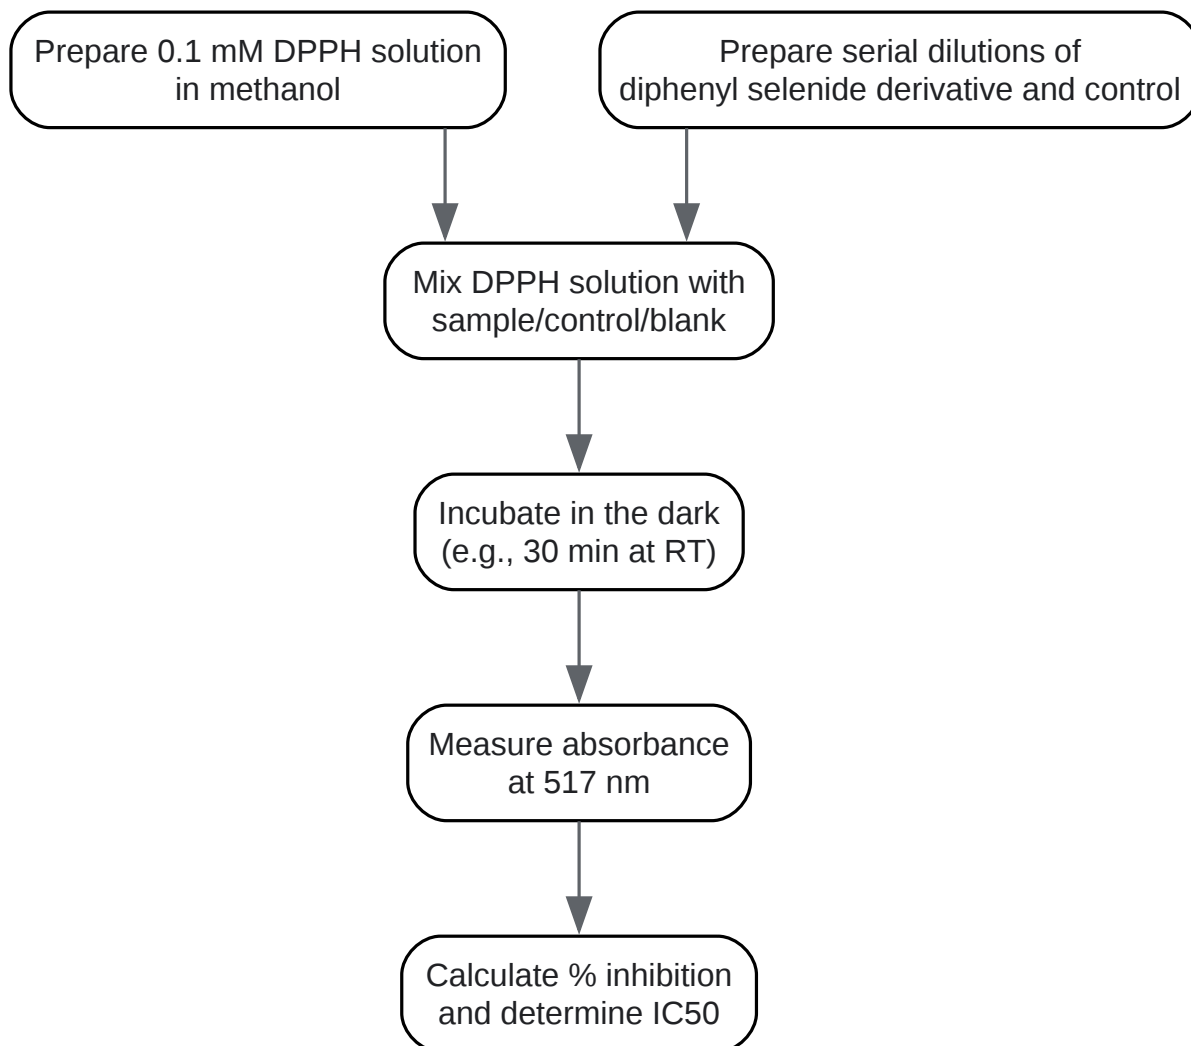 Prepare 0.1 mM DPPH solution
in methanol
Prepare serial dilutions of
diphenyl selenide derivative and control
Mix DPPH solution with
sample/control/blank
Incubate in the dark
(e.g., 30 min at RT)
Measure absorbance
at 517 nm
Calculate % inhibition
and determine IC50